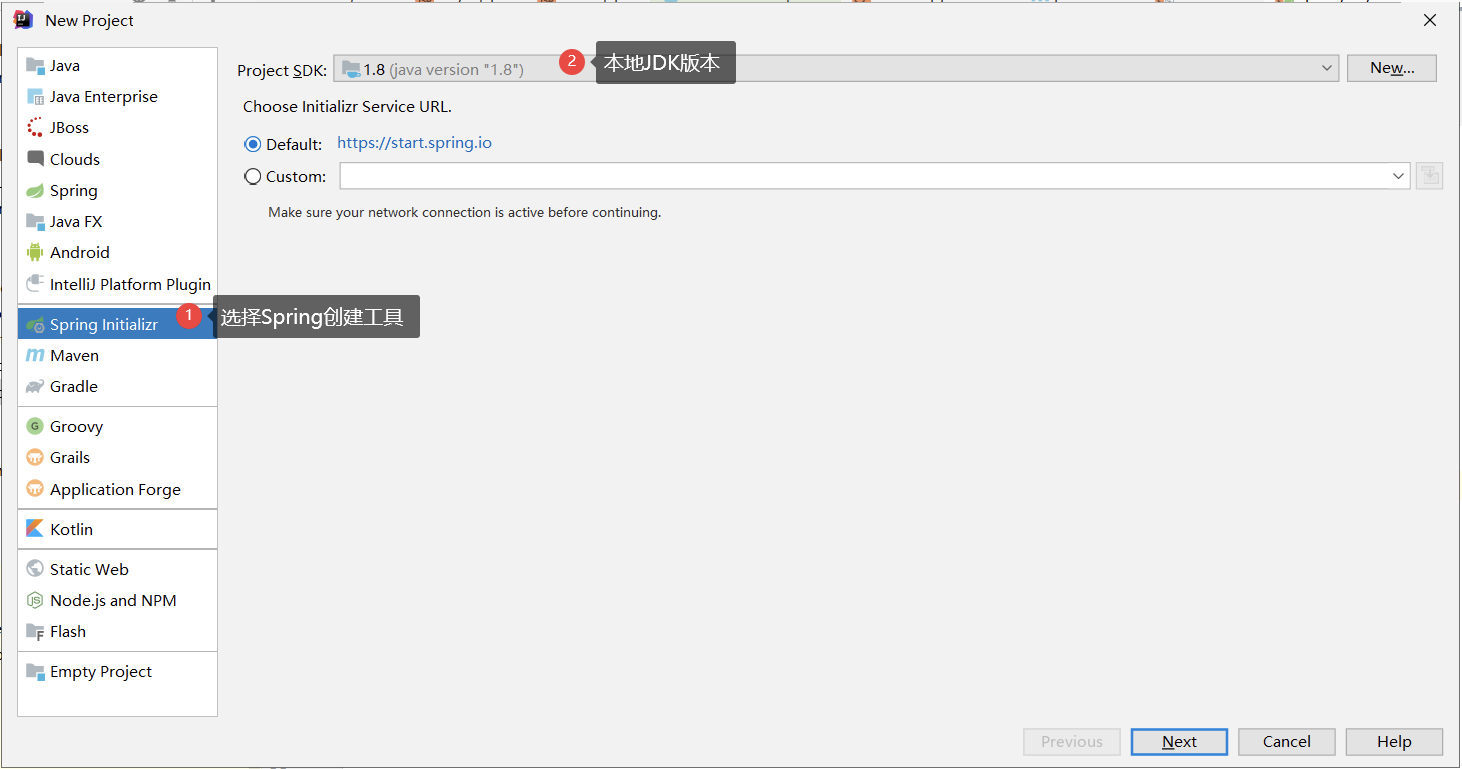 New Project
Java
Java Enterprise
JBoss
Clouds
Spring
Java FX
Android
IntelliJ Platform Plugin
Spring Initializr
1
选择Spring创建工具
Maven
Gradle
Groovy
Grails
Application Forge
Kotlin
Static Web
Node.js and NPM
Flash
Empty Project
Project SDK: 1.8 (java version "1.8")
2
本地JDK版本
New...
Choose Initializr Service URL.
Default: https://start.spring.io
Custom:
Make sure your network connection is active before continuing.
Previous Next Cancel Help